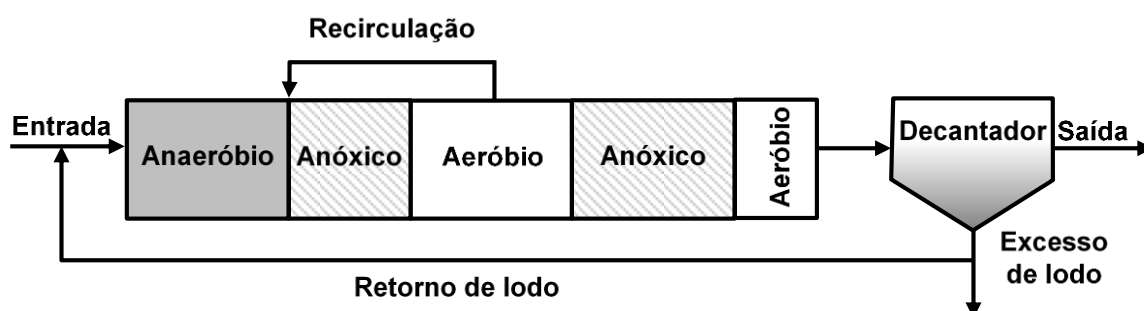 Recirculação
Entrada
Anaeróbio
Anóxico
Aeróbio
Anóxico
Aeróbio
Decantador
Saída
Excesso
de lodo
Retorno de lodo